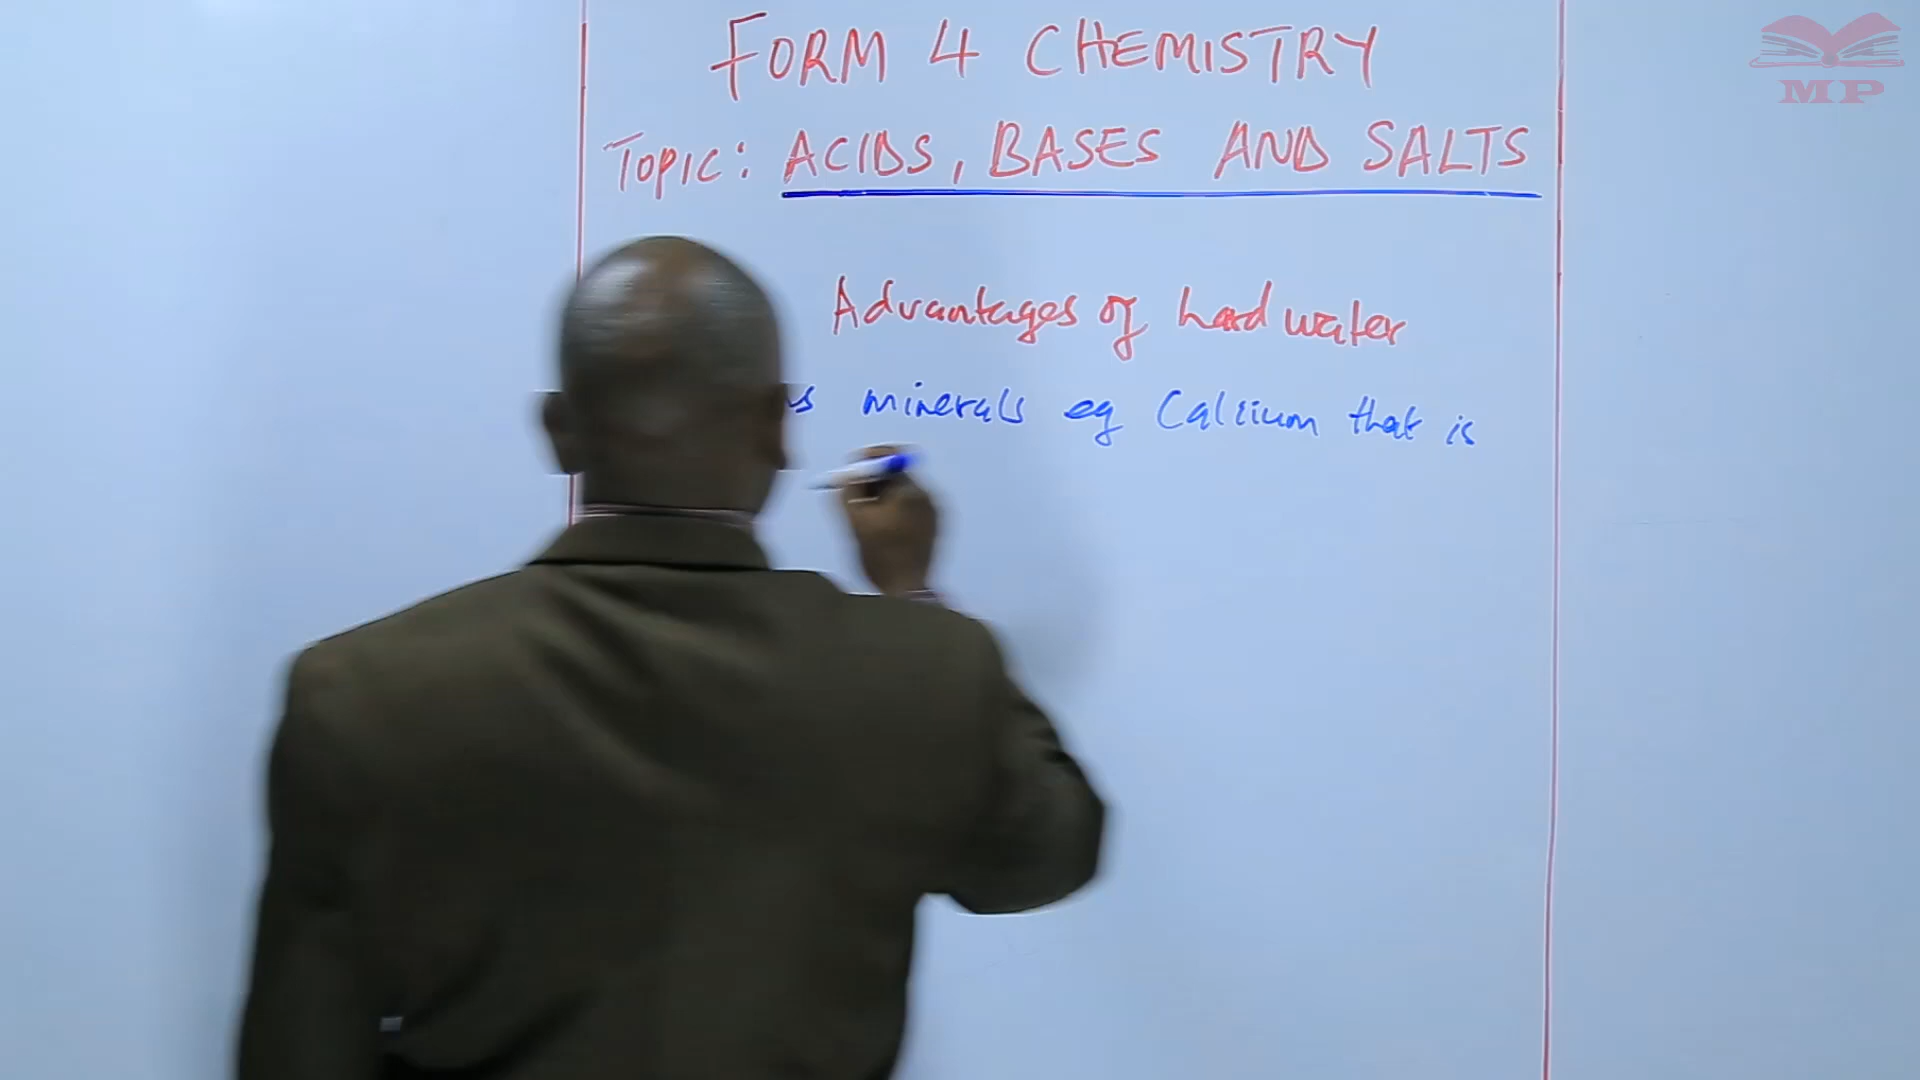 FORM 4 CHEMISTRY
MP
TOPIC: ACIDS, BASES AND SALTS
Advantages of hard water
minerals eg Calcium that is